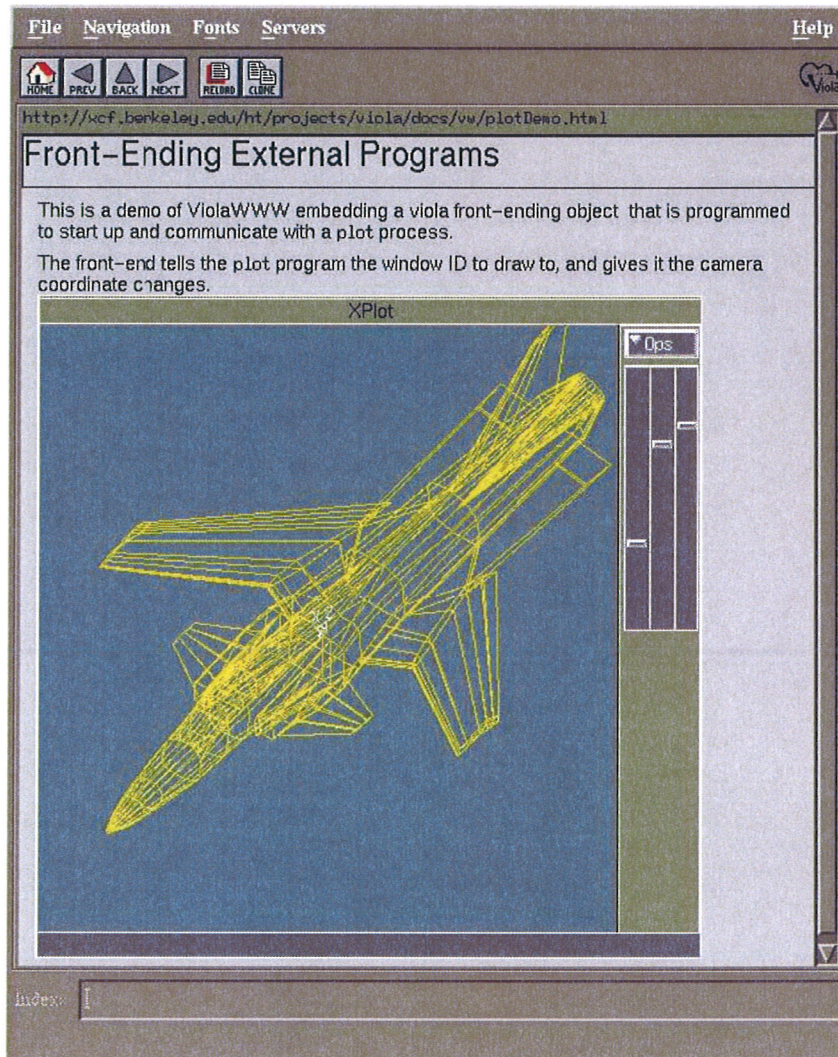 File Navigation Fonts Servers Help
HOME PREV BACK NEXT RELOAD CLONE
Viola
http://xcf.berkeley.edu/ht/projects/viola/docs/vw/plotDemo.html
Front-Ending External Programs
This is a demo of ViolaWWW embedding a viola front-ending object that is programmed
to start up and communicate with a plot process.
The front-end tells the plot program the window ID to draw to, and gives it the camera
coordinate changes.
XPlot
Ops
Index: